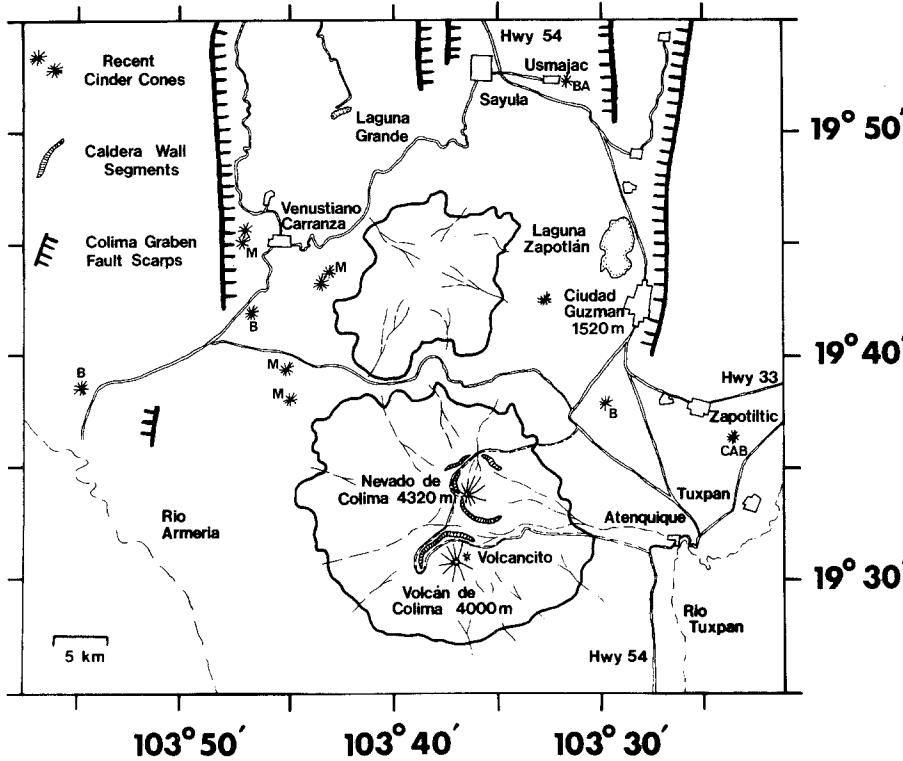 Hwy 54
Recent
Cinder Cones
Usmajac
BA
Sayula
Laguna
Grande
19° 50′
Caldera Wall
Segments
Venustiano
Carranza
Laguna
Zapotlán
M
Colima Graben
Fault Scarps
M
Ciudad
Guzman
1520 m
B
19° 40′
M
B
Hwy 33
M
B
Zapotiltic
CAB
Nevado de
Colima 4320 m
Tuxpan
Rio
Armeria
Atenquique
Volcancito
19° 30′
Volcán de
Colima 4000 m
Rio
Tuxpan
5 km
Hwy 54
103° 50′
103° 40′
103° 30′